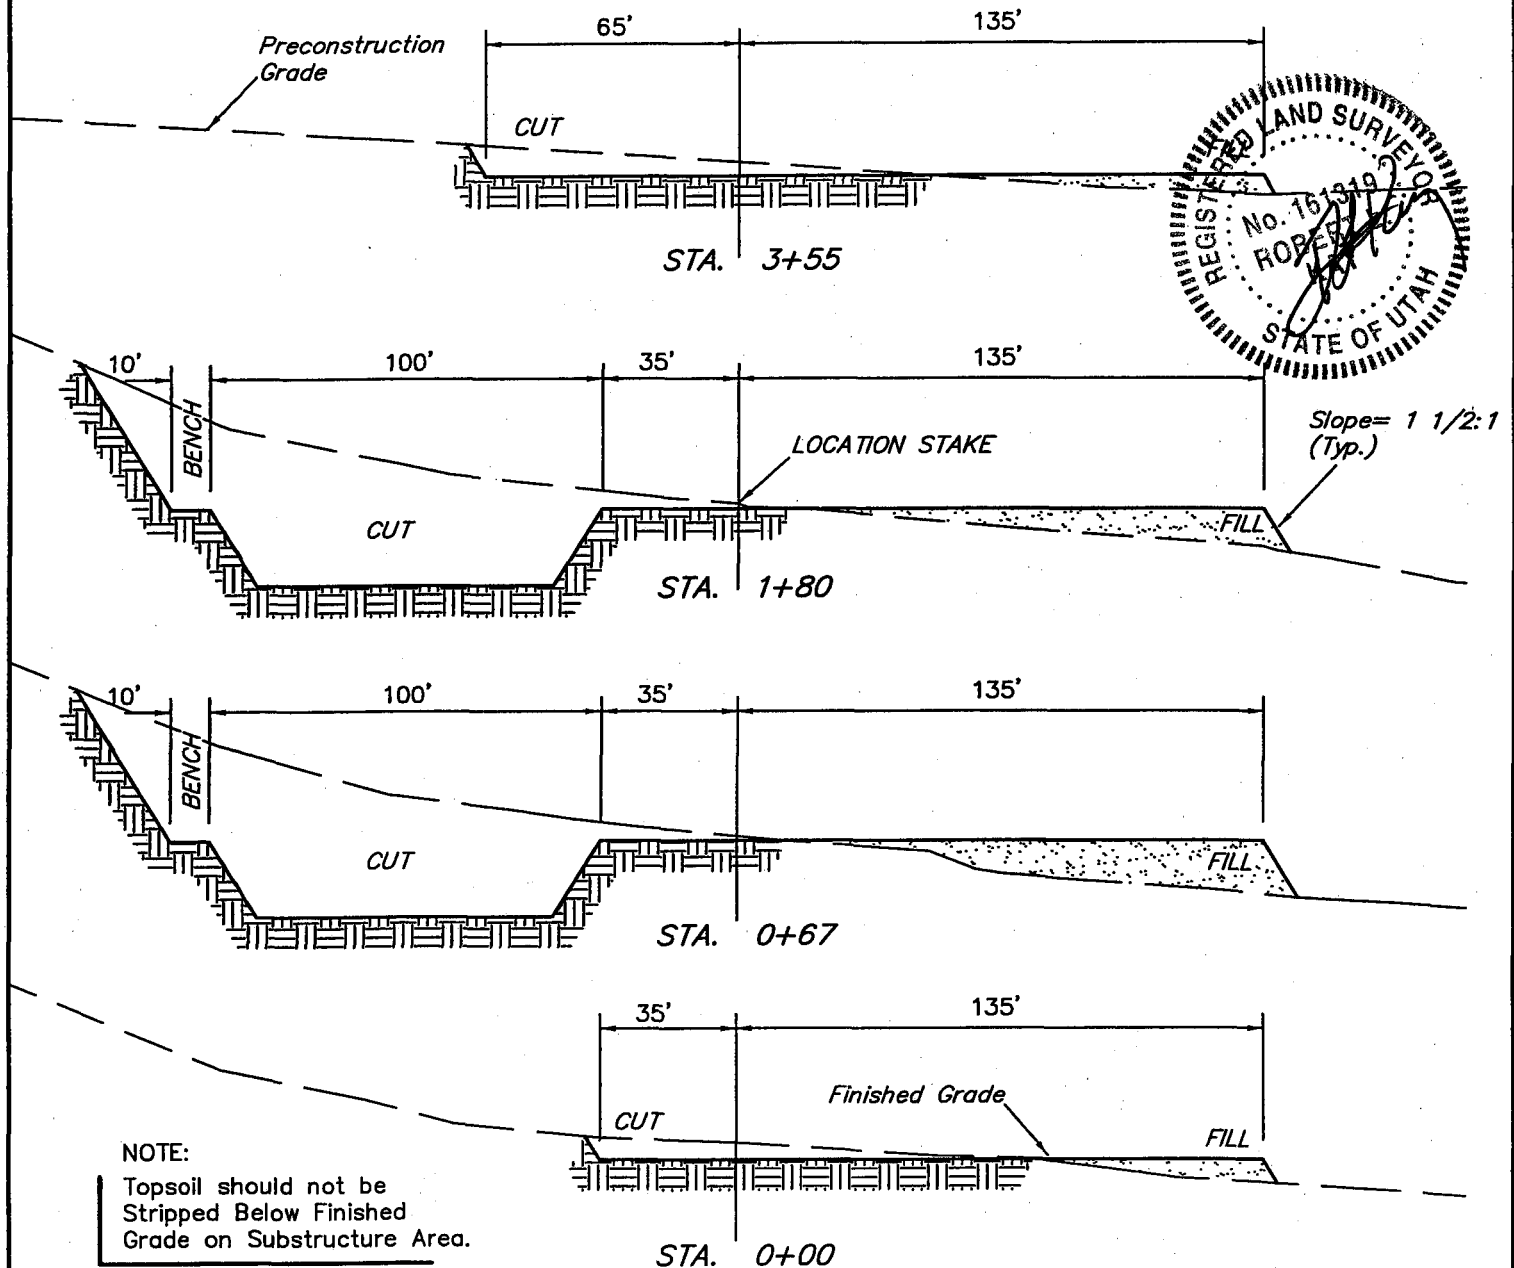 65'
135'
Preconstruction
Grade
CUT
REGISTERED LAND SURVEYOR
No. 161319
STATE OF UTAH
STA. 3+55
10'
100'
35'
135'
BENCH
CUT
LOCATION STAKE
Slope= 1 1/2:1
(Typ.)
FILL
STA. 1+80
10'
100'
35'
135'
BENCH
CUT
FILL
STA. 0+67
35'
135'
CUT
Finished Grade
FILL
NOTE:
Topsoil should not be
Stripped Below Finished
Grade on Substructure Area.
STA. 0+00